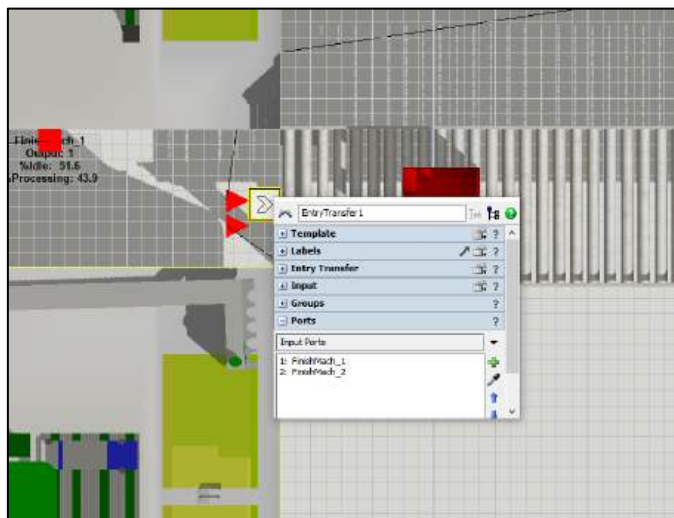 FinishMach_1
Output: 1
%Idle: 51.6
%Processing: 43.9
EntryTransfer1
Template
?
Labels
?
Entry Transfer
?
Input
?
Groups
?
Ports
?
Input Ports
1: FinishMach_1
2: FinishMach_2